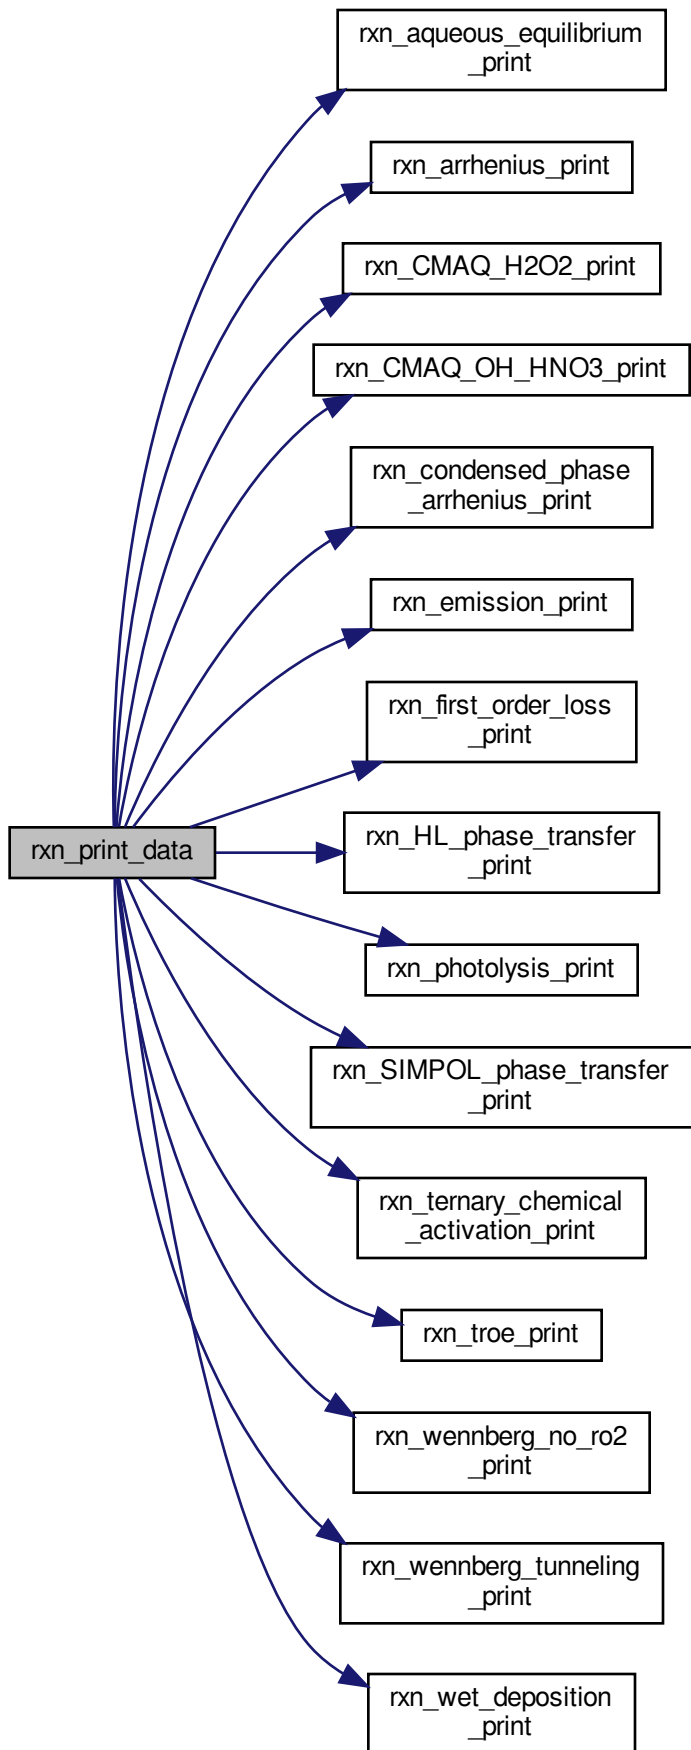 rxn_aqueous_equilibrium
_print
rxn_arrhenius_print
rxn_CMAQ_H2O2_print
rxn_CMAQ_OH_HNO3_print
rxn_condensed_phase
_arrhenius_print
rxn_emission_print
rxn_first_order_loss
_print
rxn_print_data
rxn_HL_phase_transfer
_print
rxn_photolysis_print
rxn_SIMPOL_phase_transfer
_print
rxn_ternary_chemical
_activation_print
rxn_troe_print
rxn_wennberg_no_ro2
_print
rxn_wennberg_tunneling
_print
rxn_wet_deposition
_print